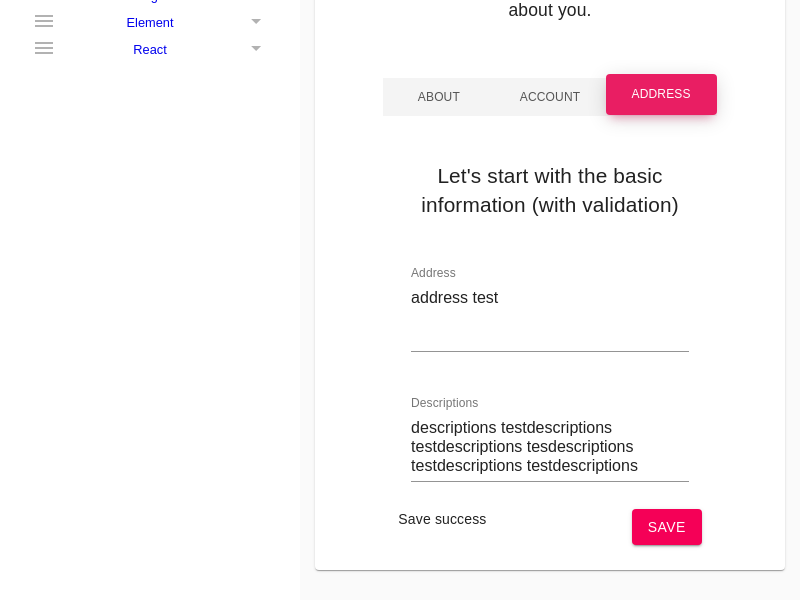 Element
React
about you.
ABOUT
ACCOUNT
ADDRESS
Let's start with the basic
information (with validation)
Address
address test
Descriptions
descriptions testdescriptions
testdescriptions tesdescriptions
testdescriptions testdescriptions
Save success
SAVE